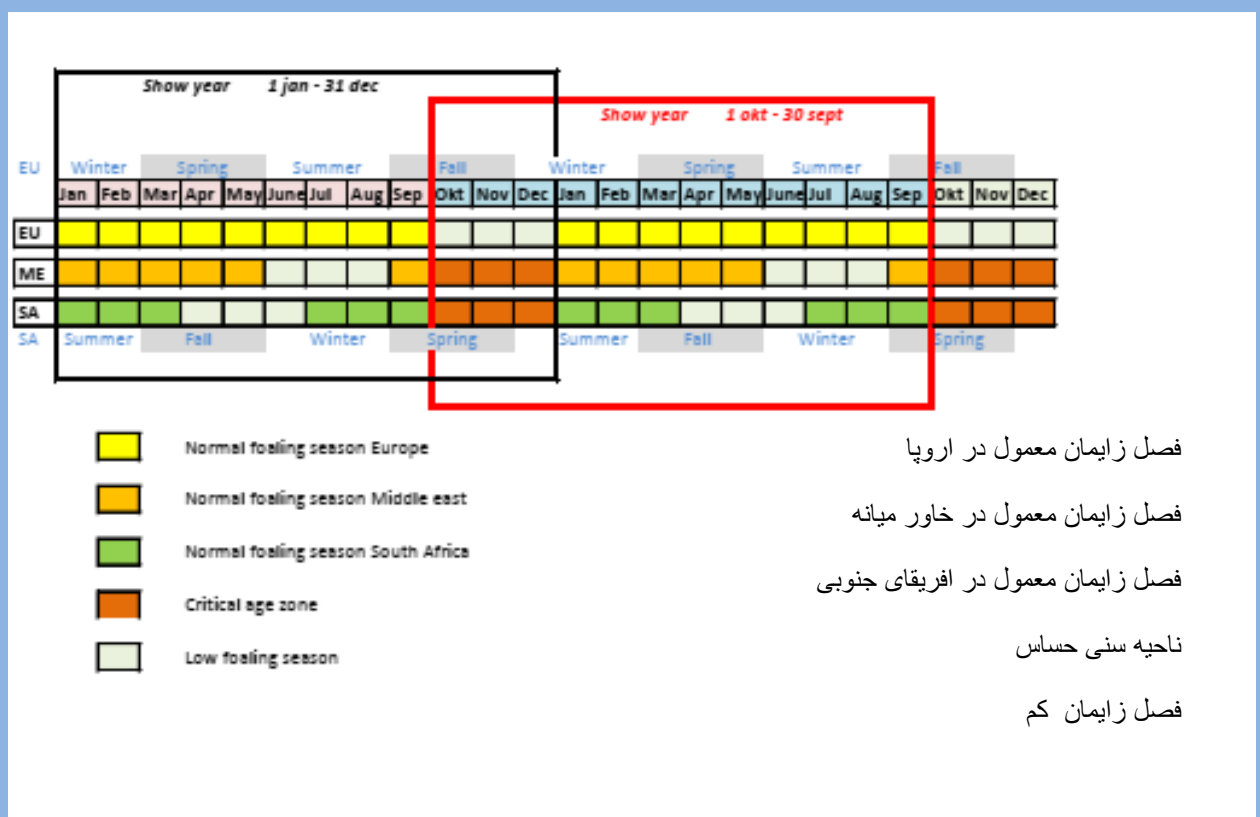 Show year 1 jan - 31 dec
Show year 1 okt - 30 sept
EU Winter Spring Summer Fall Winter Spring Summer Fall
Jan Feb Mar Apr May June Jul Aug Sep Okt Nov Dec Jan Feb Mar Apr May June Jul Aug Sep Okt Nov Dec
EU
ME
SA
SA Summer Fall Winter Spring Summer Fall Winter Spring
Normal foaling season Europe فصل زایمان معمول در اروپا
Normal foaling season Middle east فصل زایمان معمول در خاور میانه
Normal foaling season South Africa فصل زایمان معمول در افریقای جنوبی
Critical age zone ناحیه سنی حساس
Low foaling season فصل زایمان کم